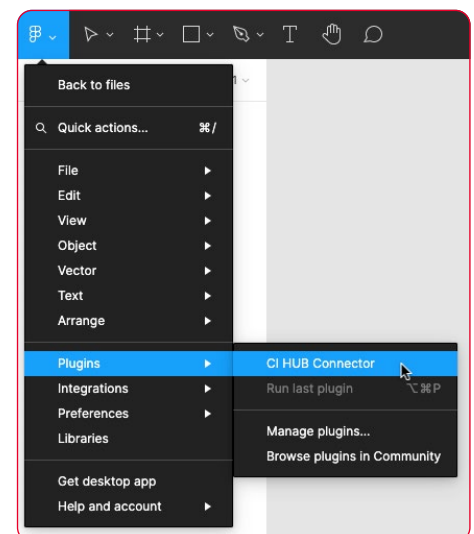 T
Back to files
Quick actions... ⌘/
File
Edit
View
Object
Vector
Text
Arrange
Plugins
CI HUB Connector
Integrations
Run last plugin ⌥⌘P
Preferences
Libraries
Manage plugins...
Browse plugins in Community
Get desktop app
Help and account